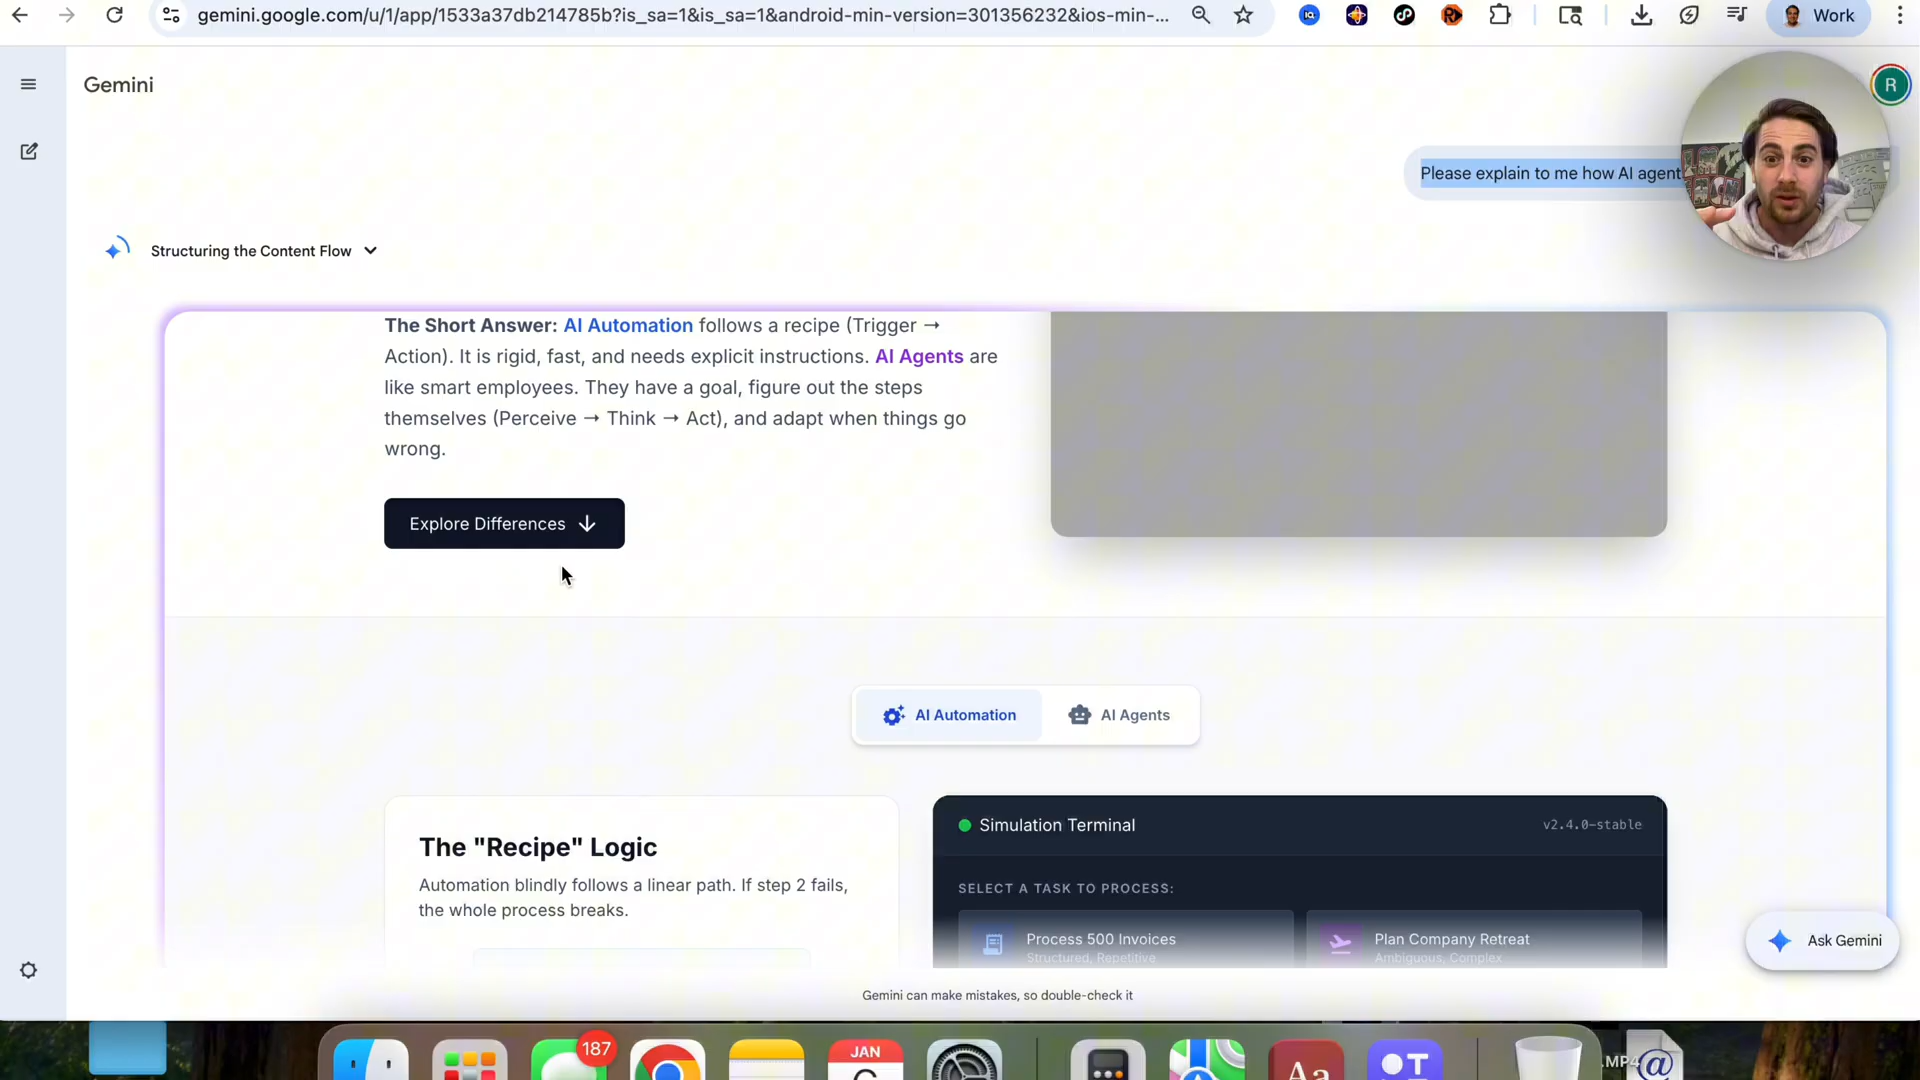 gemini.google.com/u/1/app/1533a37db214785b?is_sa=1&is_sa=1&android-min-version=301356232&ios-min-...
Work
Gemini
R
Please explain to me how AI agent
Structuring the Content Flow
The Short Answer: AI Automation follows a recipe (Trigger →
Action). It is rigid, fast, and needs explicit instructions. AI Agents are
like smart employees. They have a goal, figure out the steps
themselves (Perceive → Think → Act), and adapt when things go
wrong.
Explore Differences ↓
AI Automation
AI Agents
The "Recipe" Logic
Automation blindly follows a linear path. If step 2 fails,
the whole process breaks.
Simulation Terminal
v2.4.0-stable
SELECT A TASK TO PROCESS:
Process 500 Invoices
Structured, Repetitive
Plan Company Retreat
Ambiguous, Complex
Ask Gemini
Gemini can make mistakes, so double-check it
187
JAN
Aa
T
.MP4
@